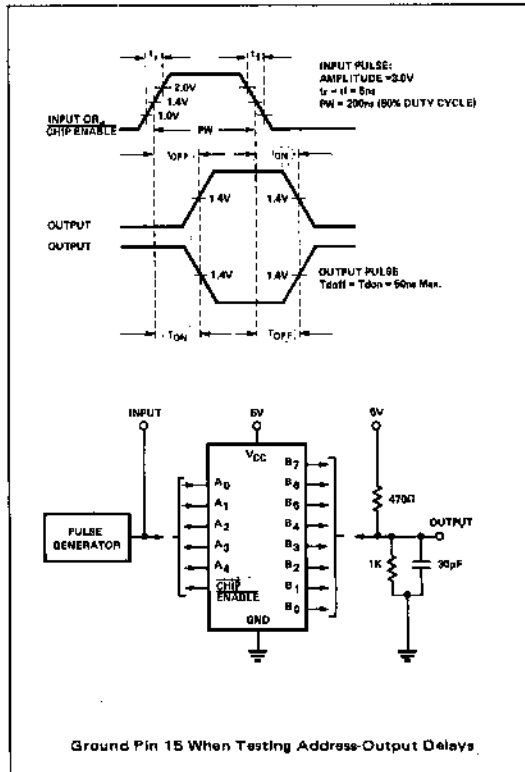 tr
tf
INPUT PULSE:
AMPLITUDE =3.0V
tr = tf = 5ns
PW = 200ns (50% DUTY CYCLE)
2.0V
1.4V
1.0V
INPUT OR
CHIP ENABLE
PW
TOFF
TON
1.4V
1.4V
OUTPUT
OUTPUT
1.4V
1.4V
OUTPUT PULSE
Tdoff = Tdon = 50ns Max.
TON
TOFF
INPUT
5V
5V
VCC
A0
A1
A2
A3
A4
CHIP
ENABLE
GND
B7
B6
B5
B4
B3
B2
B1
B0
PULSE
GENERATOR
470Ω
OUTPUT
1K
30pF
Ground Pin 15 When Testing Address-Output Delays